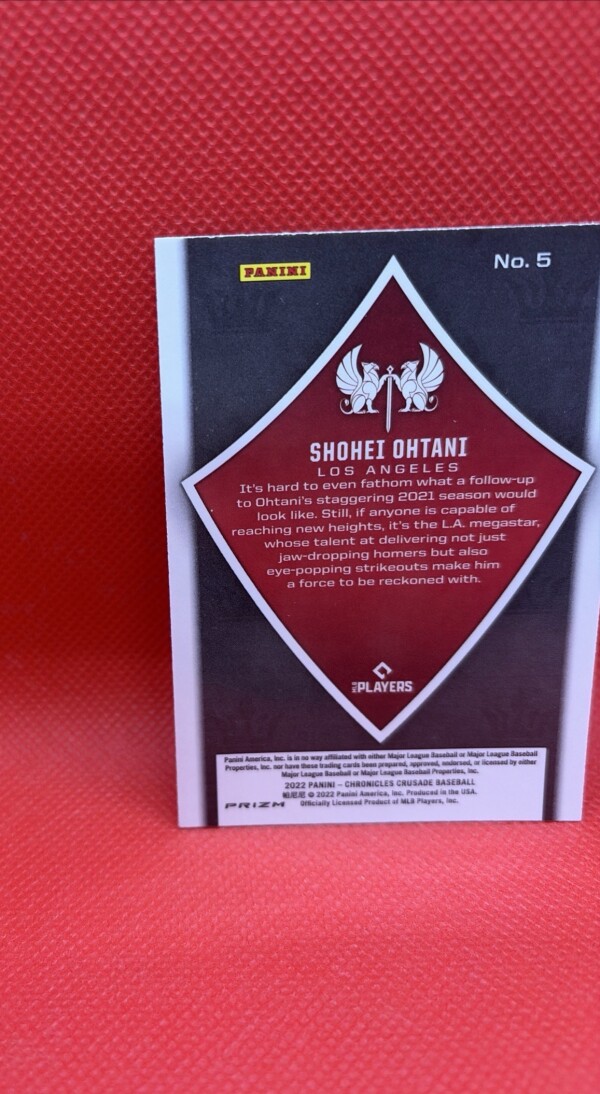 PANINI
No. 5
SHOHEI OHTANI
LOS ANGELES
It's hard to even fathom what a follow-up
to Ohtani's staggering 2021 season would
look like. Still, if anyone is capable of
reaching new heights, it's the L.A. megastar,
whose talent at delivering not just
jaw-dropping homers but also
eye-popping strikeouts make him
a force to be reckoned with.
MLB PLAYERS
Panini America, Inc. is in no way affiliated with either Major League Baseball or Major League Baseball
Properties, Inc. nor have these trading cards been prepared, approved, endorsed, or licensed by either
Major League Baseball or Major League Baseball Properties, Inc.
2022 PANINI – CHRONICLES CRUSADE BASEBALL
© 2022 Panini America, Inc. Produced in the USA.
PRIZM
Officially Licensed Product of MLB Players, Inc.